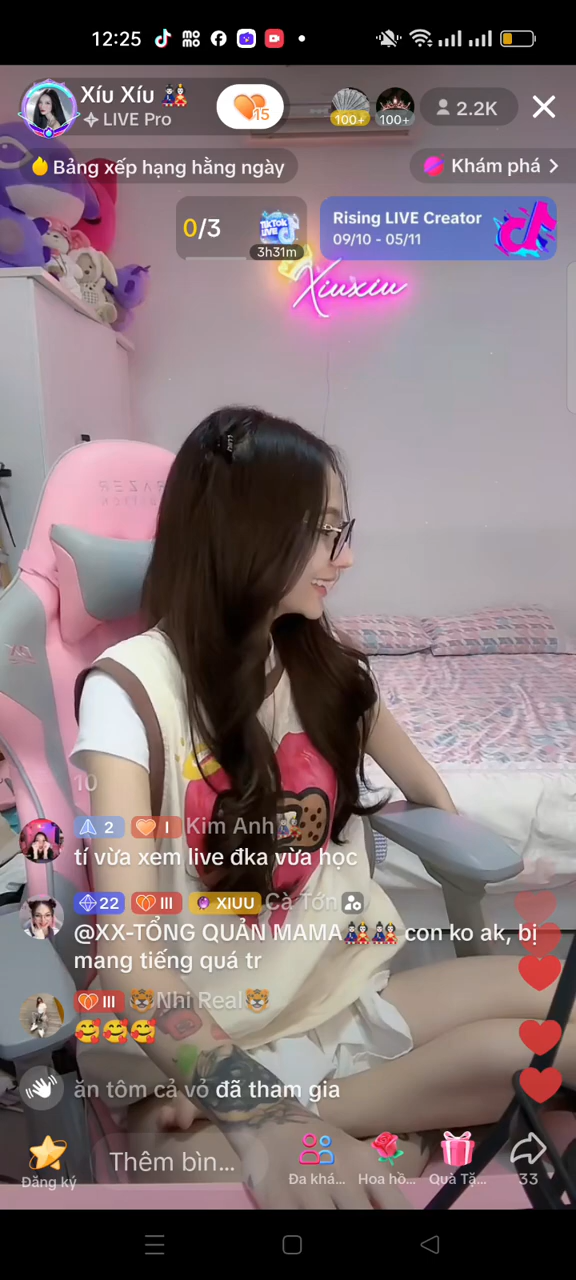 12:25
Xíu Xíu 🎎
LIVE Pro
15
100+
100+
2.2K
Bảng xếp hạng hằng ngày
Khám phá
0/3
TikTok LIVE
3h31m
Rising LIVE Creator
09/10 - 05/11
Xiuxiu
10
2 I Kim Anh🎎
tí vừa xem live đka vừa học
22 III XIUU Cà Tớn
@XX-TỔNG QUẢN MAMA🎎🎎 con ko ak, bị
mang tiếng quá tr
III 🐯Nhi Real🐯
🥰🥰🥰
ăn tôm cả vỏ đã tham gia
Đăng ký
Thêm bìn...
Đa khá...
Hoa hồ...
Quà Tặ...
33